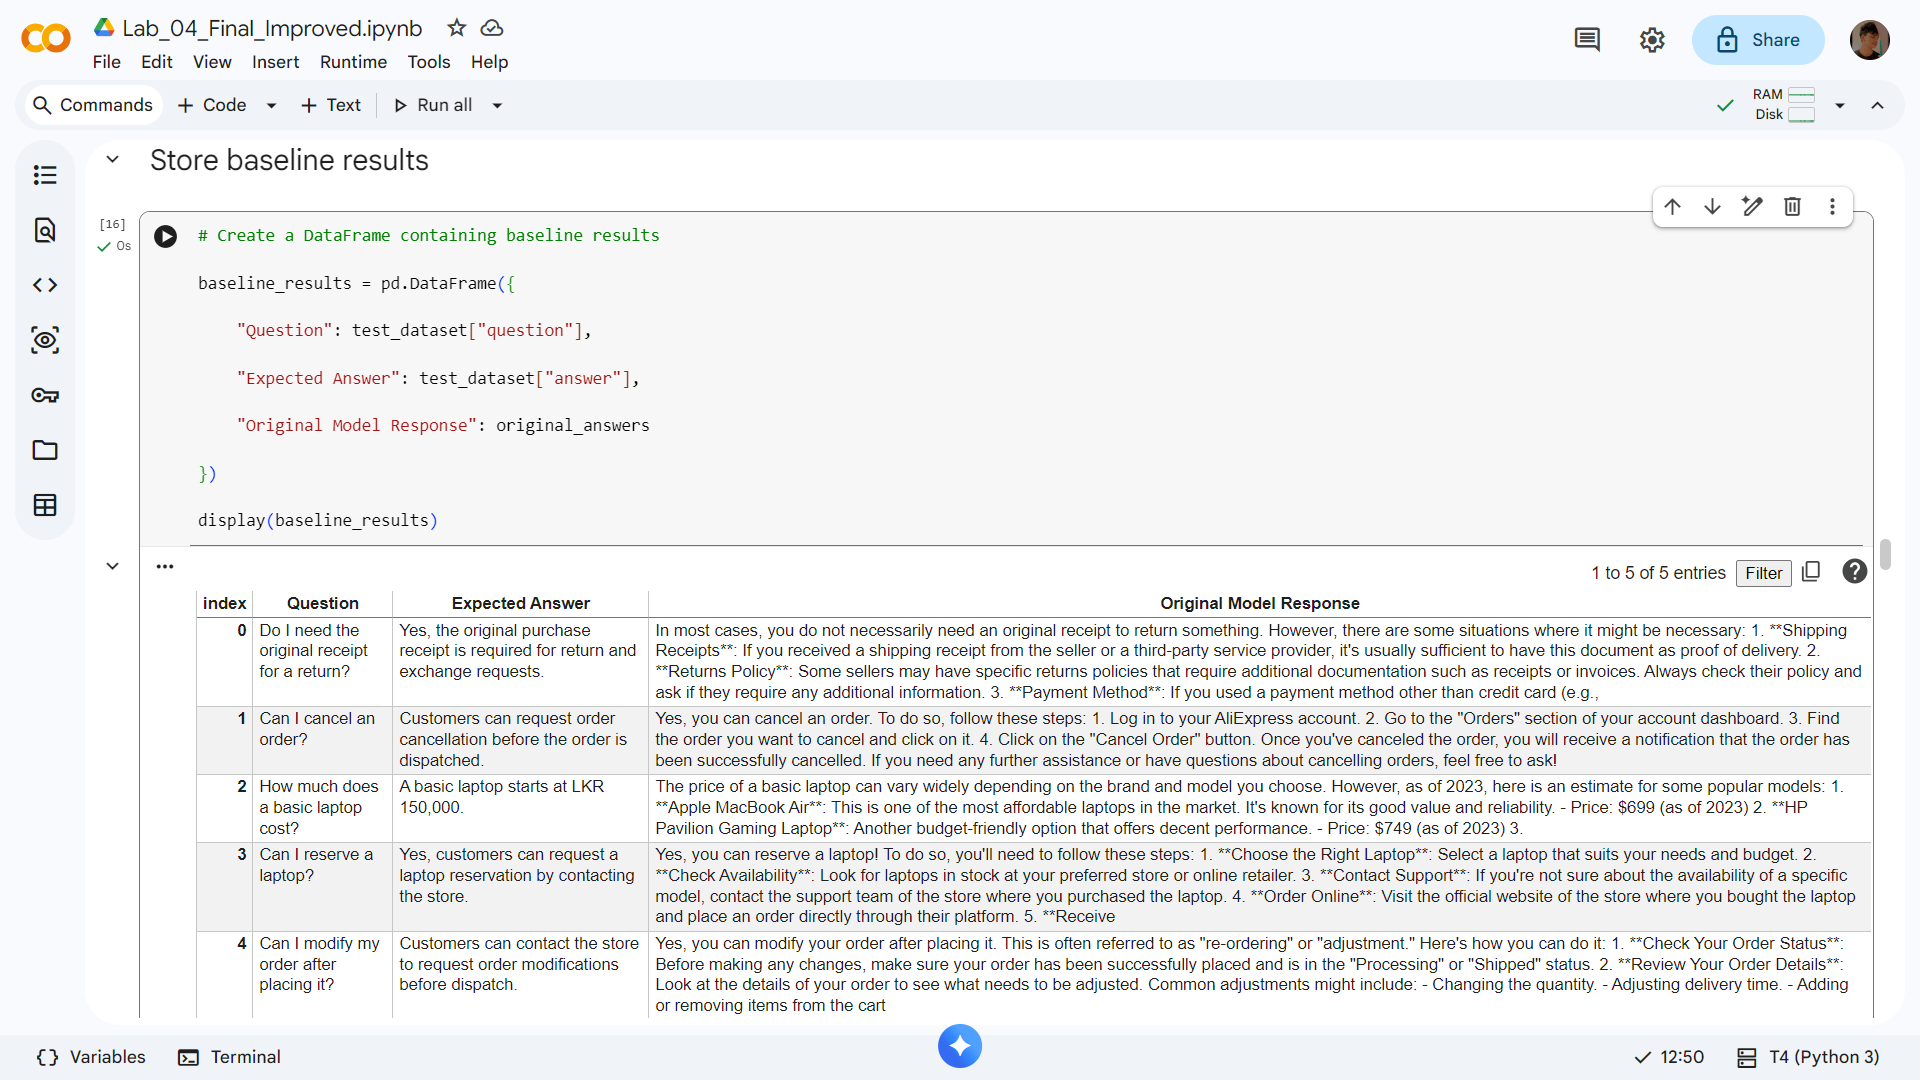 Lab_04_Final_Improved.ipynb
File Edit View Insert Runtime Tools Help
Share
Commands + Code + Text Run all
RAM
Disk
Store baseline results
[16]
0s
# Create a DataFrame containing baseline results
baseline_results = pd.DataFrame({
"Question": test_dataset["question"],
"Expected Answer": test_dataset["answer"],
"Original Model Response": original_answers
})
display(baseline_results)
1 to 5 of 5 entries Filter
index Question Expected Answer Original Model Response
0
Do I need the
original receipt
for a return?
Yes, the original purchase
receipt is required for return and
exchange requests.
In most cases, you do not necessarily need an original receipt to return something. However, there are some situations where it might be necessary: 1. **Shipping
Receipts**: If you received a shipping receipt from the seller or a third-party service provider, it's usually sufficient to have this document as proof of delivery. 2.
**Returns Policy**: Some sellers may have specific returns policies that require additional documentation such as receipts or invoices. Always check their policy and
ask if they require any additional information. 3. **Payment Method**: If you used a payment method other than credit card (e.g.,
1
Can I cancel an
order?
Customers can request order
cancellation before the order is
dispatched.
Yes, you can cancel an order. To do so, follow these steps: 1. Log in to your AliExpress account. 2. Go to the "Orders" section of your account dashboard. 3. Find
the order you want to cancel and click on it. 4. Click on the "Cancel Order" button. Once you've canceled the order, you will receive a notification that the order has
been successfully cancelled. If you need any further assistance or have questions about cancelling orders, feel free to ask!
2
How much does
a basic laptop
cost?
A basic laptop starts at LKR
150,000.
The price of a basic laptop can vary widely depending on the brand and model you choose. However, as of 2023, here is an estimate for some popular models: 1.
**Apple MacBook Air**: This is one of the most affordable laptops in the market. It's known for its good value and reliability. - Price: $699 (as of 2023) 2. **HP
Pavilion Gaming Laptop**: Another budget-friendly option that offers decent performance. - Price: $749 (as of 2023) 3.
3
Can I reserve a
laptop?
Yes, customers can request a
laptop reservation by contacting
the store.
Yes, you can reserve a laptop! To do so, you'll need to follow these steps: 1. **Choose the Right Laptop**: Select a laptop that suits your needs and budget. 2.
**Check Availability**: Look for laptops in stock at your preferred store or online retailer. 3. **Contact Support**: If you're not sure about the availability of a specific
model, contact the support team of the store where you purchased the laptop. 4. **Order Online**: Visit the official website of the store where you bought the laptop
and place an order directly through their platform. 5. **Receive
4
Can I modify my
order after
placing it?
Customers can contact the store
to request order modifications
before dispatch.
Yes, you can modify your order after placing it. This is often referred to as "re-ordering" or "adjustment." Here's how you can do it: 1. **Check Your Order Status**:
Before making any changes, make sure your order has been successfully placed and is in the "Processing" or "Shipped" status. 2. **Review Your Order Details**:
Look at the details of your order to see what needs to be adjusted. Common adjustments might include: - Changing the quantity. - Adjusting delivery time. - Adding
or removing items from the cart
Variables Terminal 12:50 T4 (Python 3)